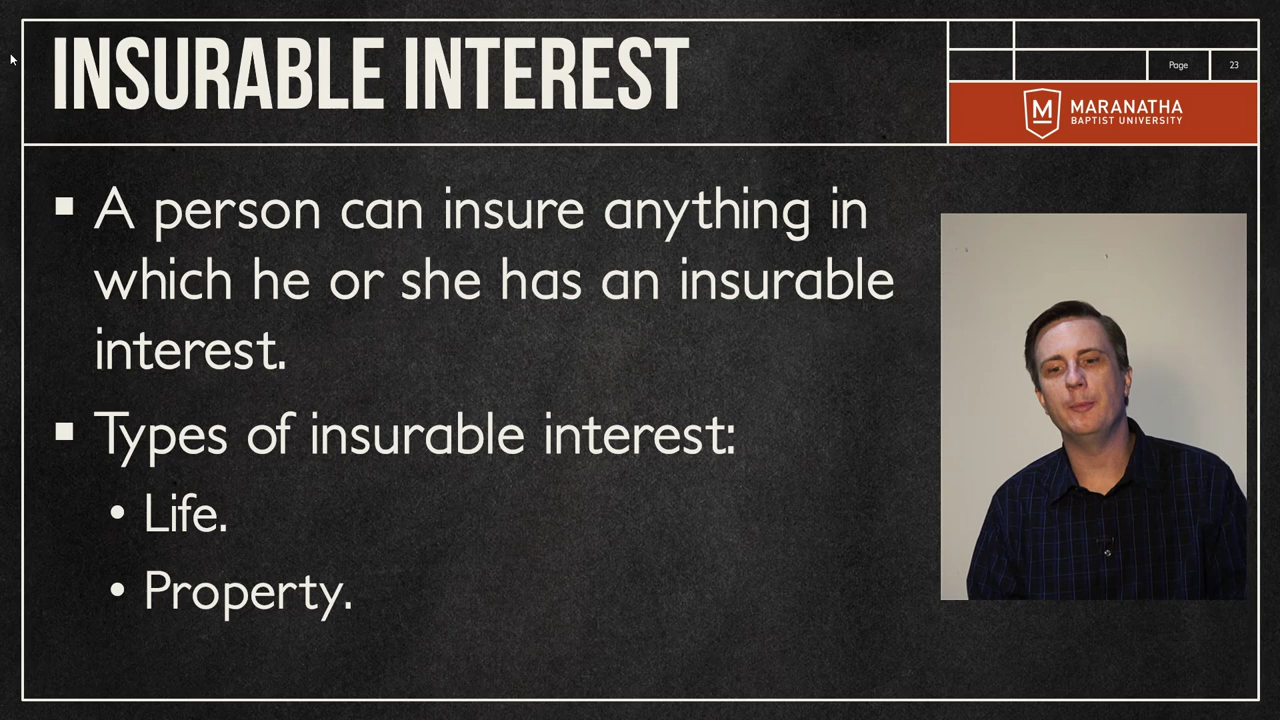 INSURABLE INTEREST
Page 23
M MARANATHA
BAPTIST UNIVERSITY
▪ A person can insure anything in
which he or she has an insurable
interest.
▪ Types of insurable interest:
• Life.
• Property.